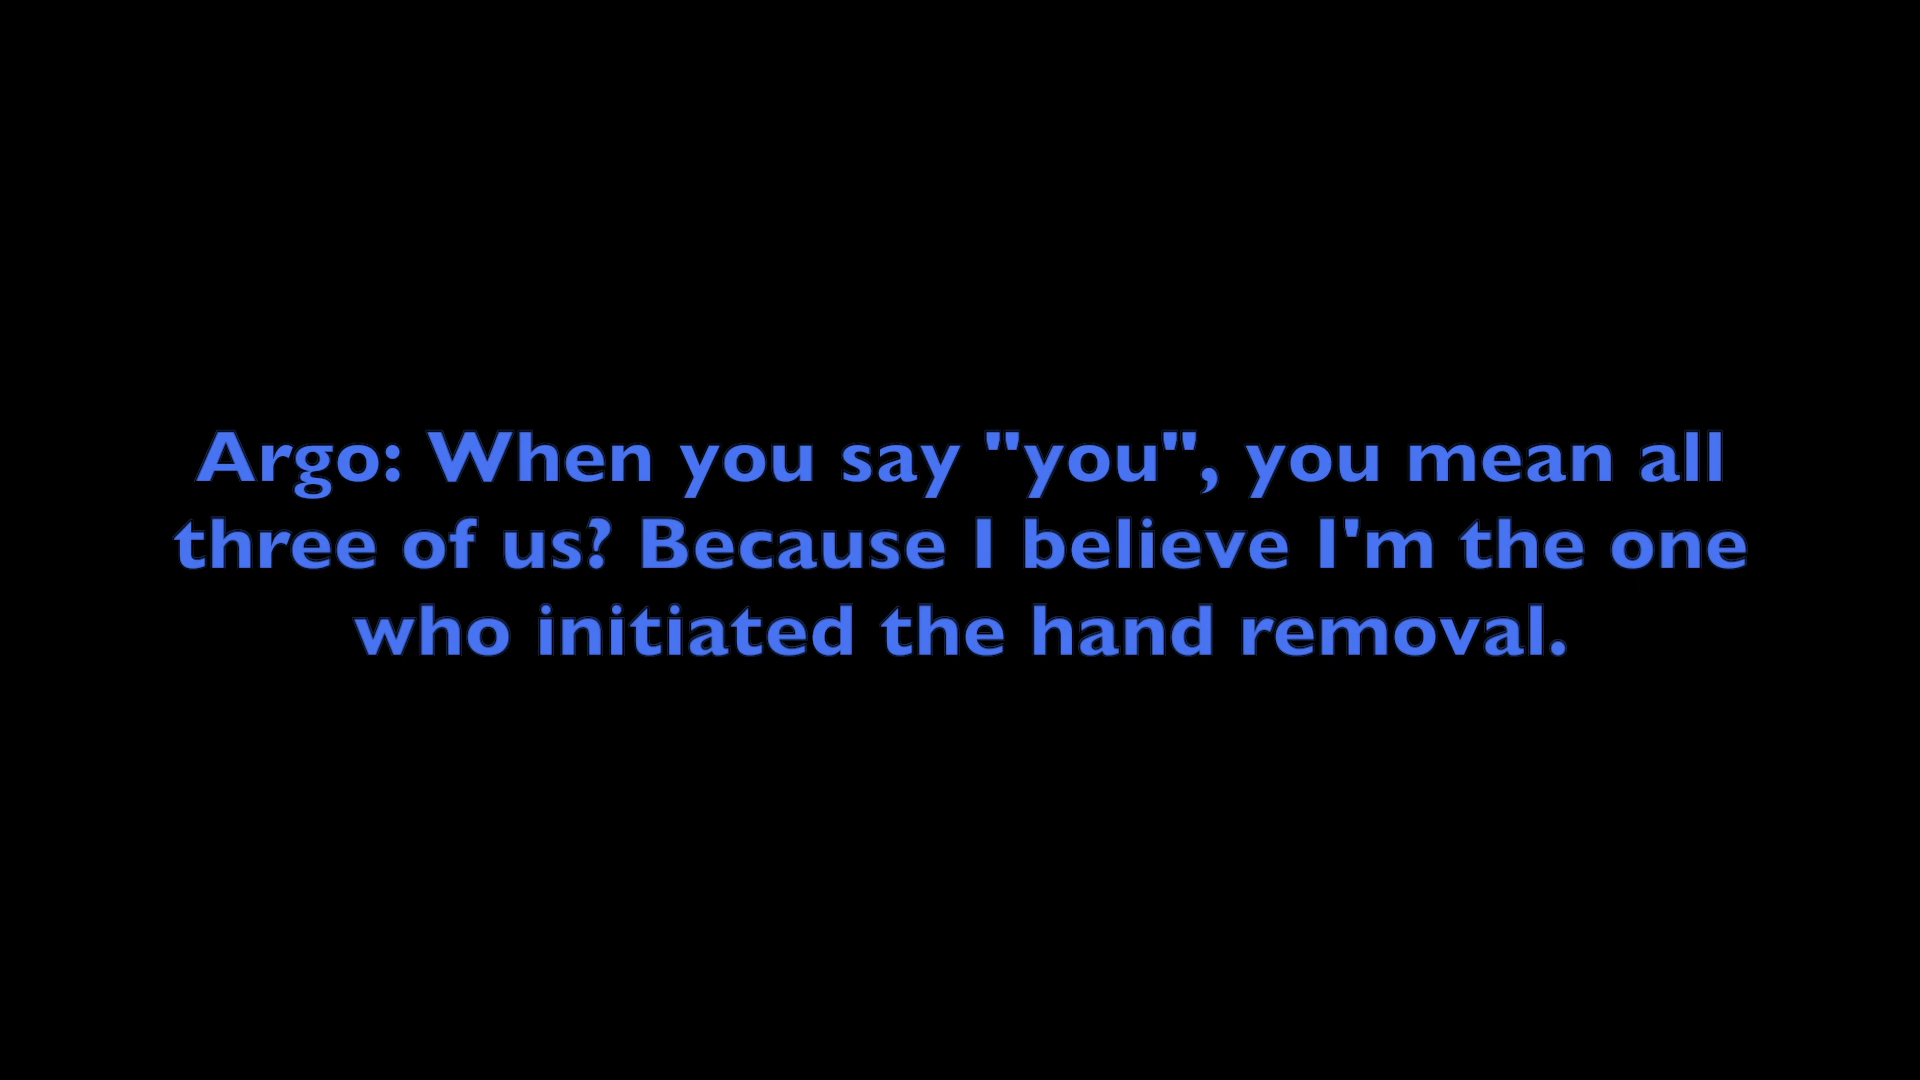 Argo: When you say "you", you mean all
three of us? Because I believe I'm the one
who initiated the hand removal.